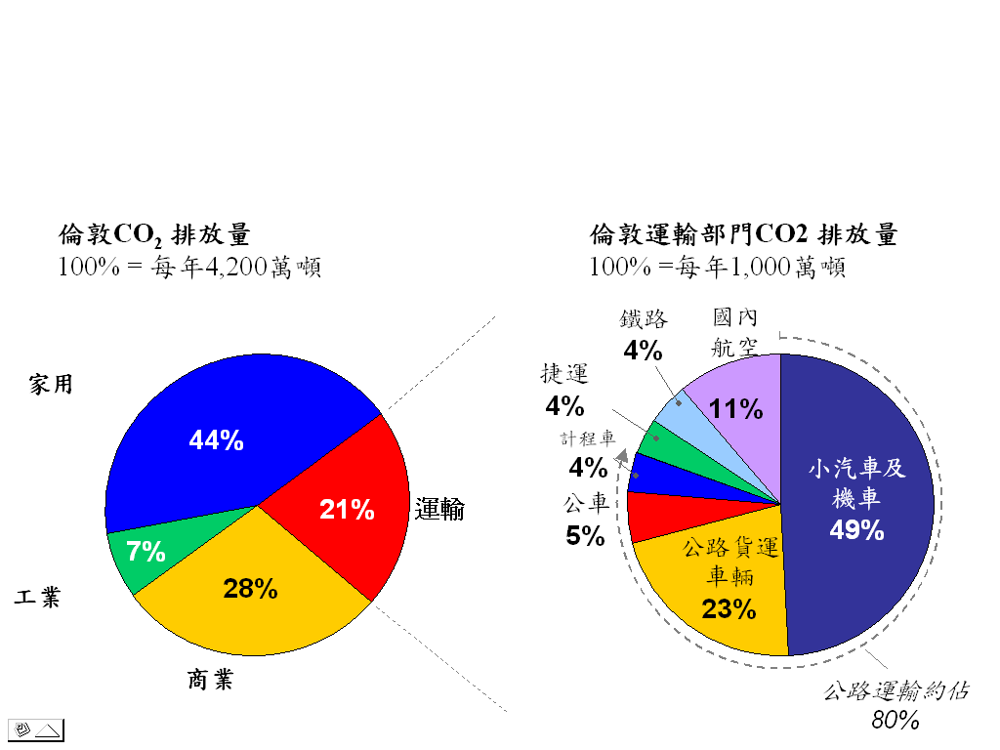 倫敦CO2 排放量
100% = 每年4,200萬噸
家用
44%
21%
運輸
7%
28%
工業
商業
倫敦運輸部門CO2 排放量
100% =每年1,000萬噸
鐵路
4%
國內
航空
11%
捷運
4%
計程車
4%
公車
5%
小汽車及
機車
49%
公路貨運
車輛
23%
公路運輸約佔
80%